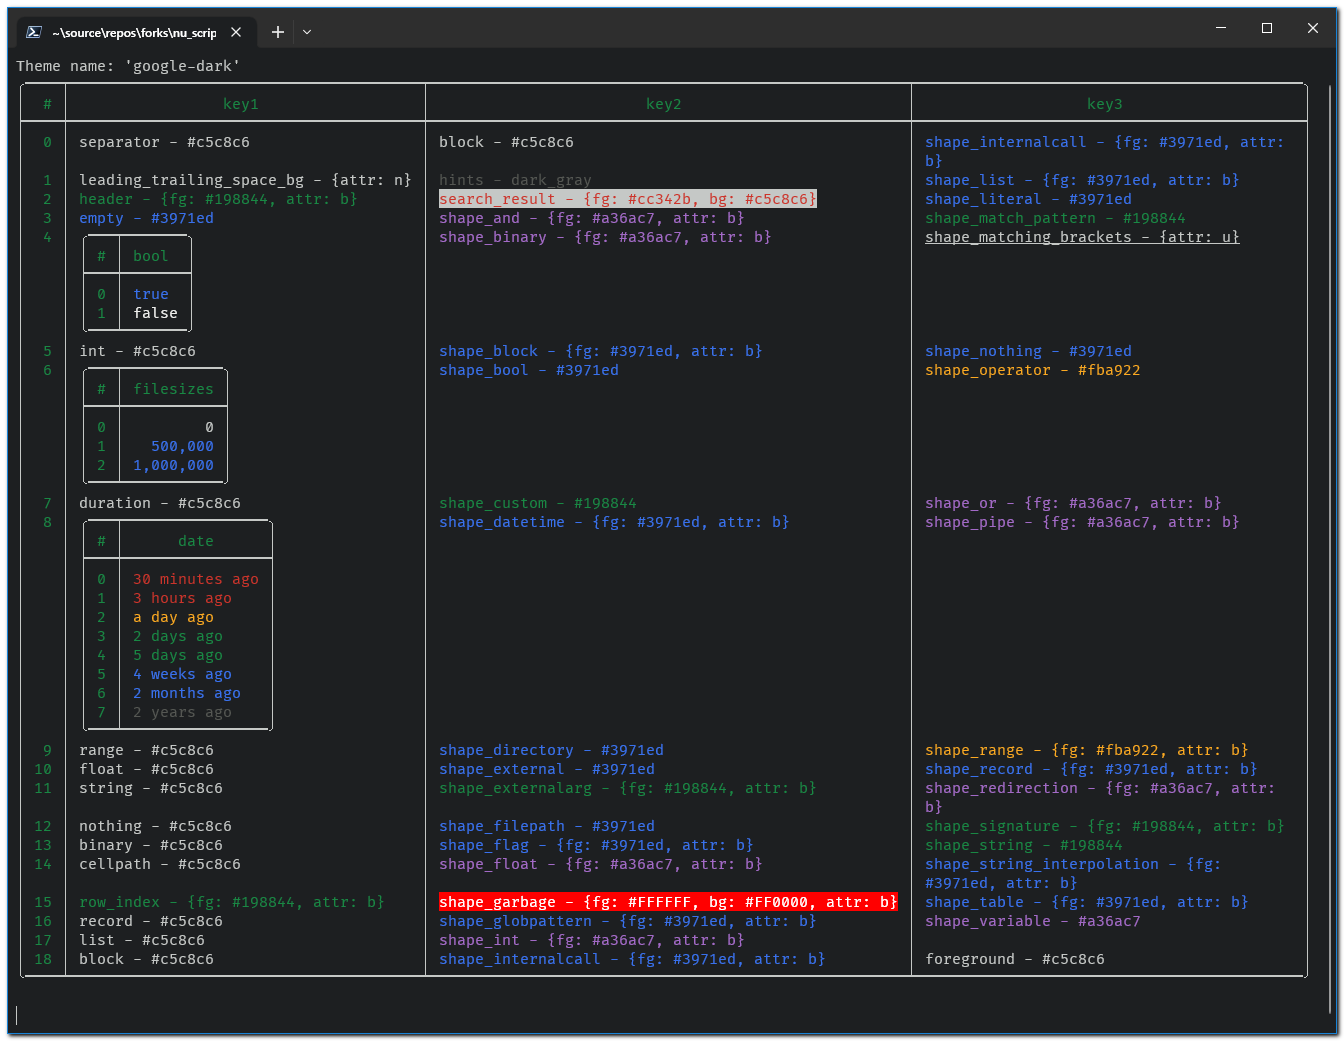 ~\source\repos\forks\nu_scrip
Theme name: 'google-dark'
# key1 key2 key3
0 separator - #c5c8c6 block - #c5c8c6 shape_internalcall - {fg: #3971ed, attr:
b}
1 leading_trailing_space_bg - {attr: n} hints - dark_gray shape_list - {fg: #3971ed, attr: b}
2 header - {fg: #198844, attr: b} search_result - {fg: #cc342b, bg: #c5c8c6} shape_literal - #3971ed
3 empty - #3971ed shape_and - {fg: #a36ac7, attr: b} shape_match_pattern - #198844
4 shape_binary - {fg: #a36ac7, attr: b} shape_matching_brackets - {attr: u}
# bool
0 true
1 false
5 int - #c5c8c6 shape_block - {fg: #3971ed, attr: b} shape_nothing - #3971ed
6 shape_bool - #3971ed shape_operator - #fba922
# filesizes
0 0
1 500,000
2 1,000,000
7 duration - #c5c8c6 shape_custom - #198844 shape_or - {fg: #a36ac7, attr: b}
8 shape_datetime - {fg: #3971ed, attr: b} shape_pipe - {fg: #a36ac7, attr: b}
# date
0 30 minutes ago
1 3 hours ago
2 a day ago
3 2 days ago
4 5 days ago
5 4 weeks ago
6 2 months ago
7 2 years ago
9 range - #c5c8c6 shape_directory - #3971ed shape_range - {fg: #fba922, attr: b}
10 float - #c5c8c6 shape_external - #3971ed shape_record - {fg: #3971ed, attr: b}
11 string - #c5c8c6 shape_externalarg - {fg: #198844, attr: b} shape_redirection - {fg: #a36ac7, attr:
b}
12 nothing - #c5c8c6 shape_filepath - #3971ed shape_signature - {fg: #198844, attr: b}
13 binary - #c5c8c6 shape_flag - {fg: #3971ed, attr: b} shape_string - #198844
14 cellpath - #c5c8c6 shape_float - {fg: #a36ac7, attr: b} shape_string_interpolation - {fg:
#3971ed, attr: b}
15 row_index - {fg: #198844, attr: b} shape_garbage - {fg: #FFFFFF, bg: #FF0000, attr: b} shape_table - {fg: #3971ed, attr: b}
16 record - #c5c8c6 shape_globpattern - {fg: #3971ed, attr: b} shape_variable - #a36ac7
17 list - #c5c8c6 shape_int - {fg: #a36ac7, attr: b}
18 block - #c5c8c6 shape_internalcall - {fg: #3971ed, attr: b} foreground - #c5c8c6